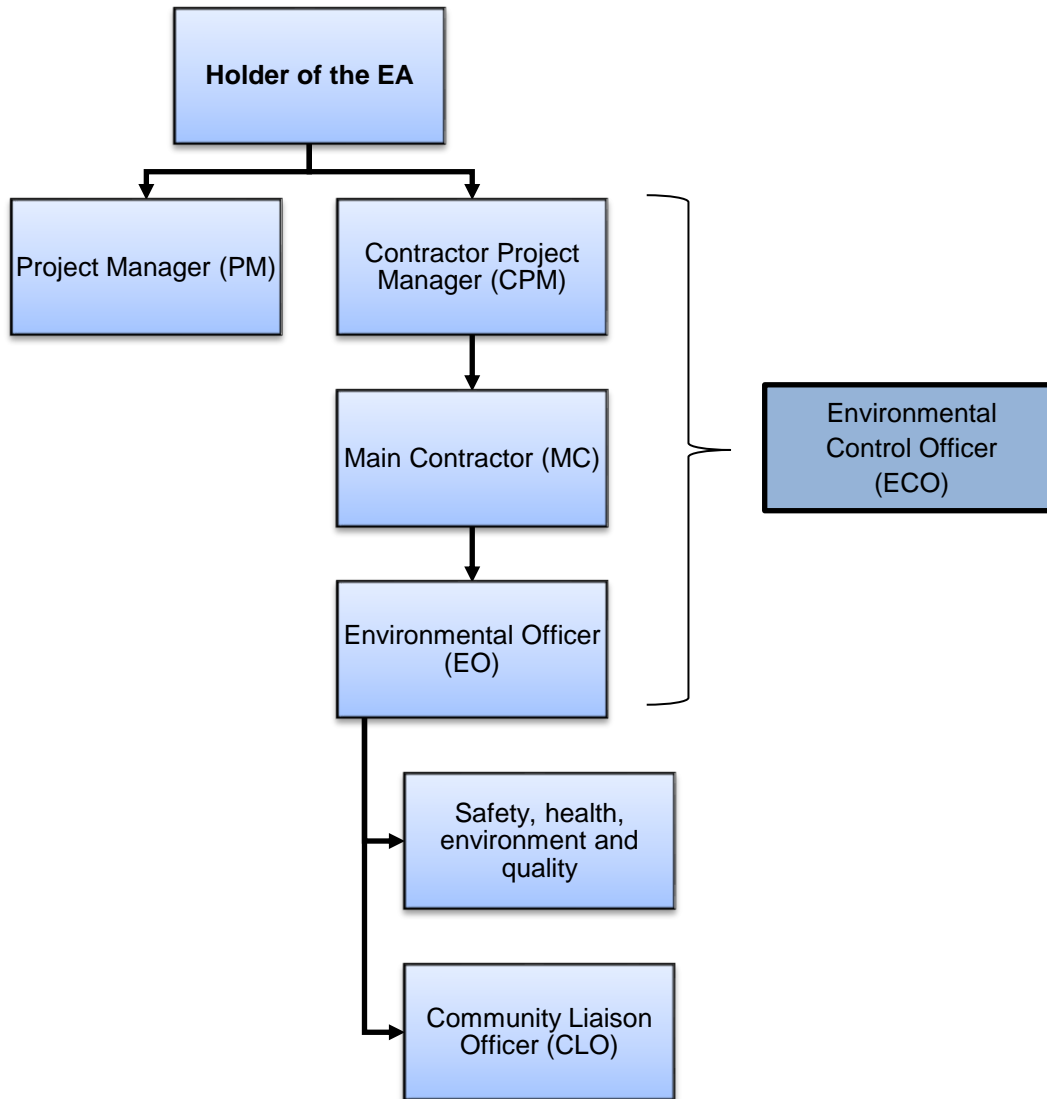 Holder of the EA
Project Manager (PM)
Contractor Project
Manager (CPM)
Main Contractor (MC)
Environmental
Control Officer
(ECO)
Environmental Officer
(EO)
Safety, health,
environment and
quality
Community Liaison
Officer (CLO)